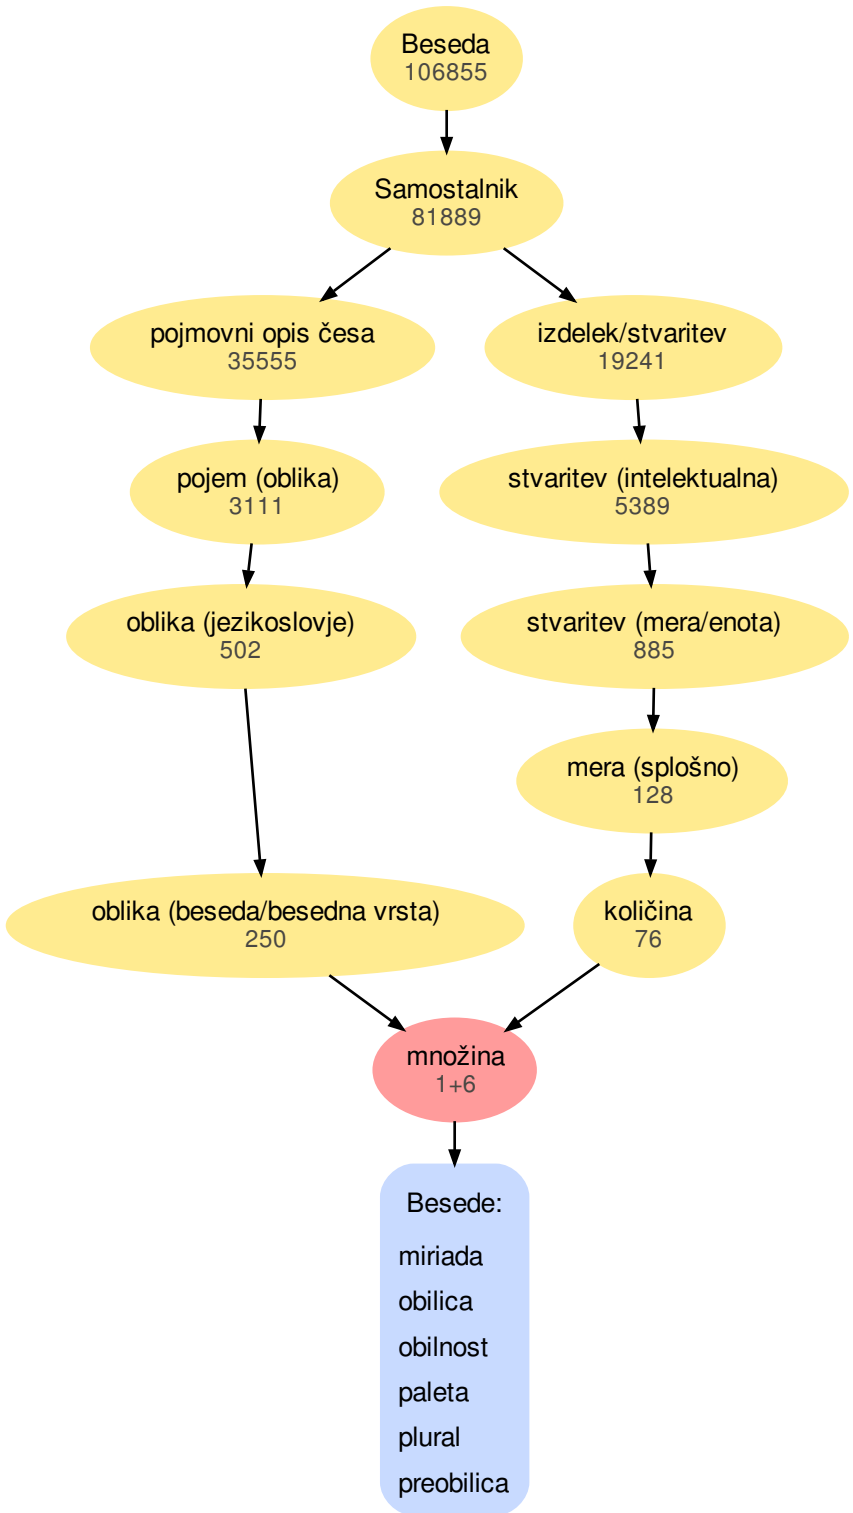 Beseda
106855
Samostalnik
81889
pojmovni opis česa
35555
izdelek/stvaritev
19241
pojem (oblika)
3111
stvaritev (intelektualna)
5389
oblika (jezikoslovje)
502
stvaritev (mera/enota)
885
mera (splošno)
128
oblika (beseda/besedna vrsta)
250
količina
76
množina
1+6
Besede:
miriada
obilica
obilnost
paleta
plural
preobilica